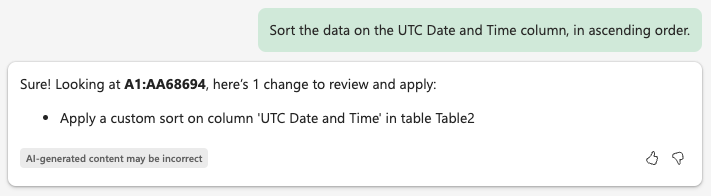 Sort the data on the UTC Date and Time column, in ascending order.
Sure! Looking at A1:AA68694, here's 1 change to review and apply:
• Apply a custom sort on column 'UTC Date and Time' in table Table2
AI-generated content may be incorrect